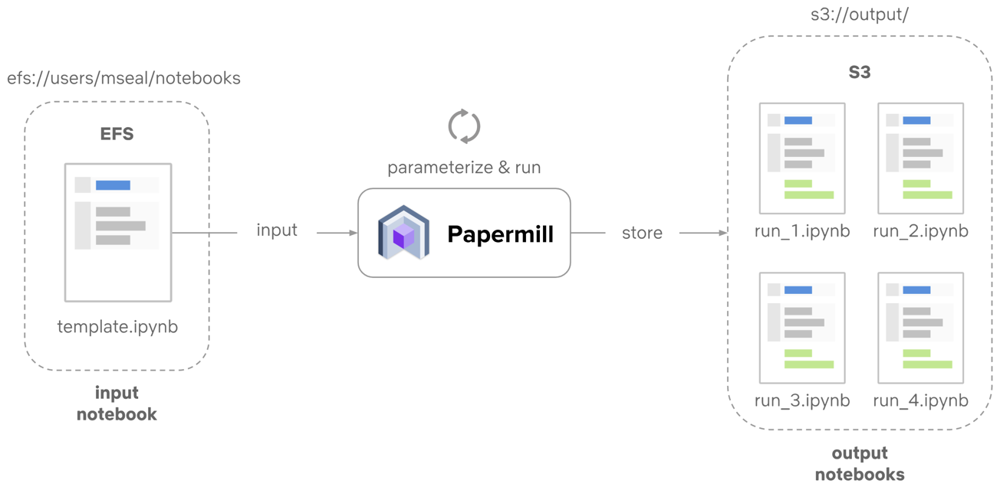 efs://users/mseal/notebooks
EFS
template.ipynb
input
notebook
input
parameterize & run
Papermill
store
s3://output/
S3
run_1.ipynb
run_2.ipynb
run_3.ipynb
run_4.ipynb
output
notebooks